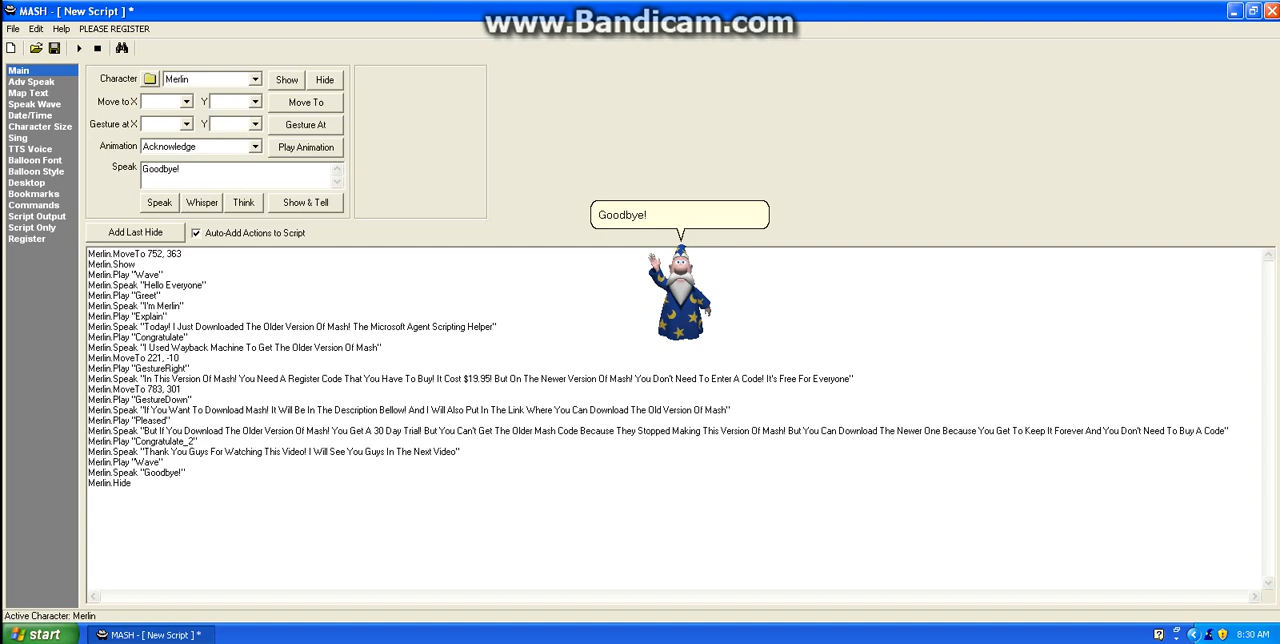 MASH - [ New Script ] *
www.Bandicam.com
File Edit Help PLEASE REGISTER
Main
Adv Speak
Map Text
Speak Wave
Date/Time
Character Size
Sing
TTS Voice
Balloon Font
Balloon Style
Desktop
Bookmarks
Commands
Script Output
Script Only
Register
Character Merlin Show Hide
Move to X Y Move To
Gesture at X Y Gesture At
Animation Acknowledge Play Animation
Speak Goodbye!
Speak Whisper Think Show & Tell
Add Last Hide Auto-Add Actions to Script
Goodbye!
Merlin.MoveTo 752, 363
Merlin.Show
Merlin.Play "Wave"
Merlin.Speak "Hello Everyone"
Merlin.Play "Greet"
Merlin.Speak "I'm Merlin"
Merlin.Play "Explain"
Merlin.Speak "Today! I Just Downloaded The Older Version Of Mash! The Microsoft Agent Scripting Helper"
Merlin.Play "Congratulate"
Merlin.Speak "I Used Wayback Machine To Get The Older Version Of Mash"
Merlin.MoveTo 221, -10
Merlin.Play "GestureRight"
Merlin.Speak "In This Version Of Mash! You Need A Register Code That You Have To Buy! It Cost $19.95! But On The Newer Version Of Mash! You Don't Need To Enter A Code! It's Free For Everyone"
Merlin.MoveTo 783, 301
Merlin.Play "GestureDown"
Merlin.Speak "If You Want To Download Mash! It Will Be In The Description Bellow! And I Will Also Put In The Link Where You Can Download The Old Version Of Mash"
Merlin.Play "Pleased"
Merlin.Speak "But If You Download The Older Version Of Mash! You Get A 30 Day Trial! But You Can't Get The Older Mash Code Because They Stopped Making This Version Of Mash! But You Can Download The Newer One Because You Get To Keep It Forever And You Don't Need To Buy A Code"
Merlin.Play "Congratulate_2"
Merlin.Speak "Thank You Guys For Watching This Video! I Will See You Guys In The Next Video"
Merlin.Play "Wave"
Merlin.Speak "Goodbye!"
Merlin.Hide
Active Character: Merlin
start MASH - [ New Script ] * 8:30 AM